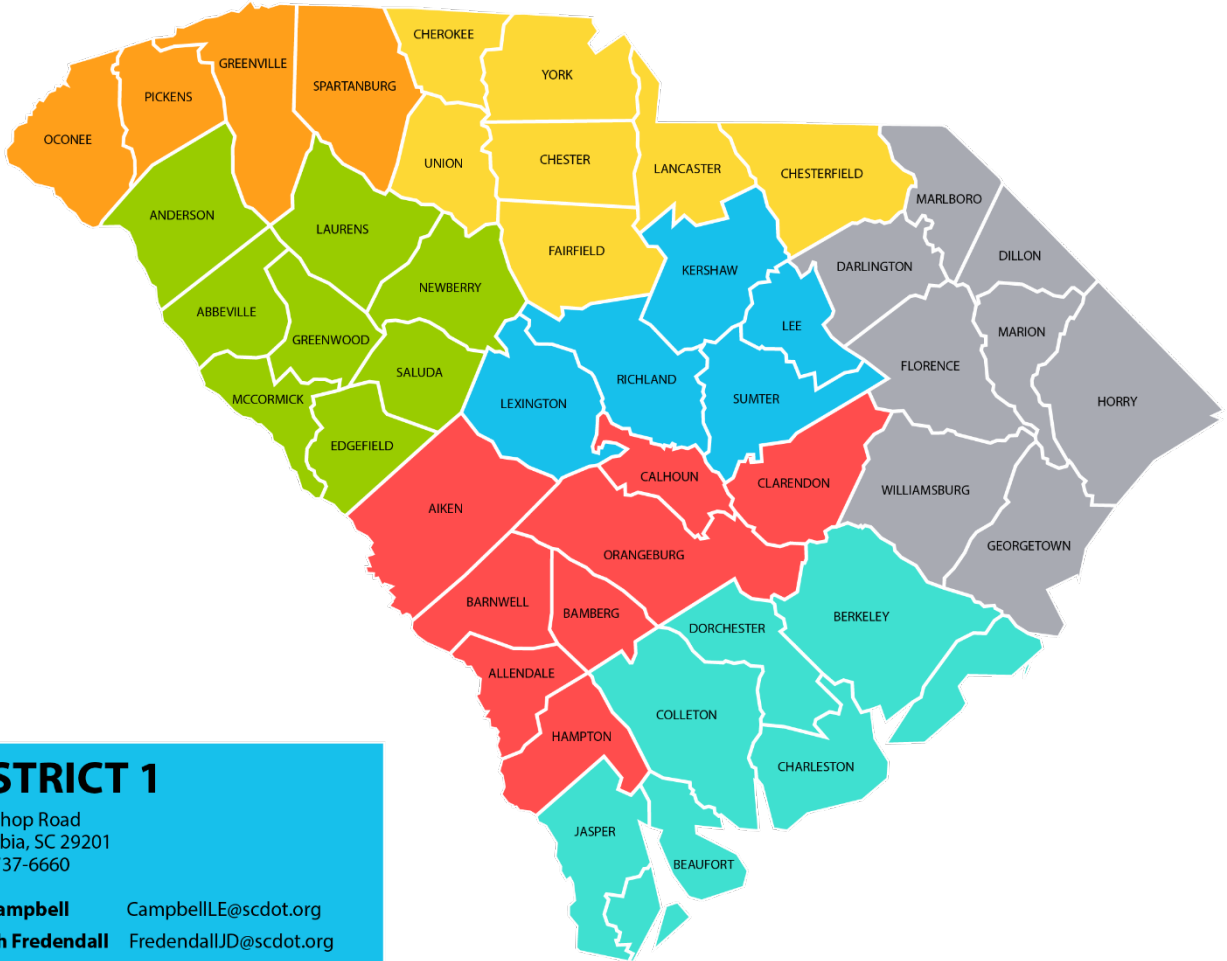 CHEROKEE
YORK
GREENVILLE
SPARTANBURG
PICKENS
OCONEE
UNION
CHESTER
LANCASTER
CHESTERFIELD
MARLBORO
ANDERSON
LAURENS
FAIRFIELD
KERSHAW
DARLINGTON
DILLON
NEWBERRY
ABBEVILLE
GREENWOOD
LEE
MARION
SALUDA
RICHLAND
FLORENCE
MCCORMICK
LEXINGTON
SUMTER
HORRY
EDGEFIELD
CALHOUN
CLARENDON
WILLIAMSBURG
AIKEN
ORANGEBURG
GEORGETOWN
BARNWELL
BAMBERG
DORCHESTER
BERKELEY
ALLENDALE
COLLETON
HAMPTON
CHARLESTON
JASPER
BEAUFORT
STRICT 1
hop Road
bia, SC 29201
37-6660
ampbell CampbellLE@scdot.org
h Fredendall FredendallJD@scdot.org